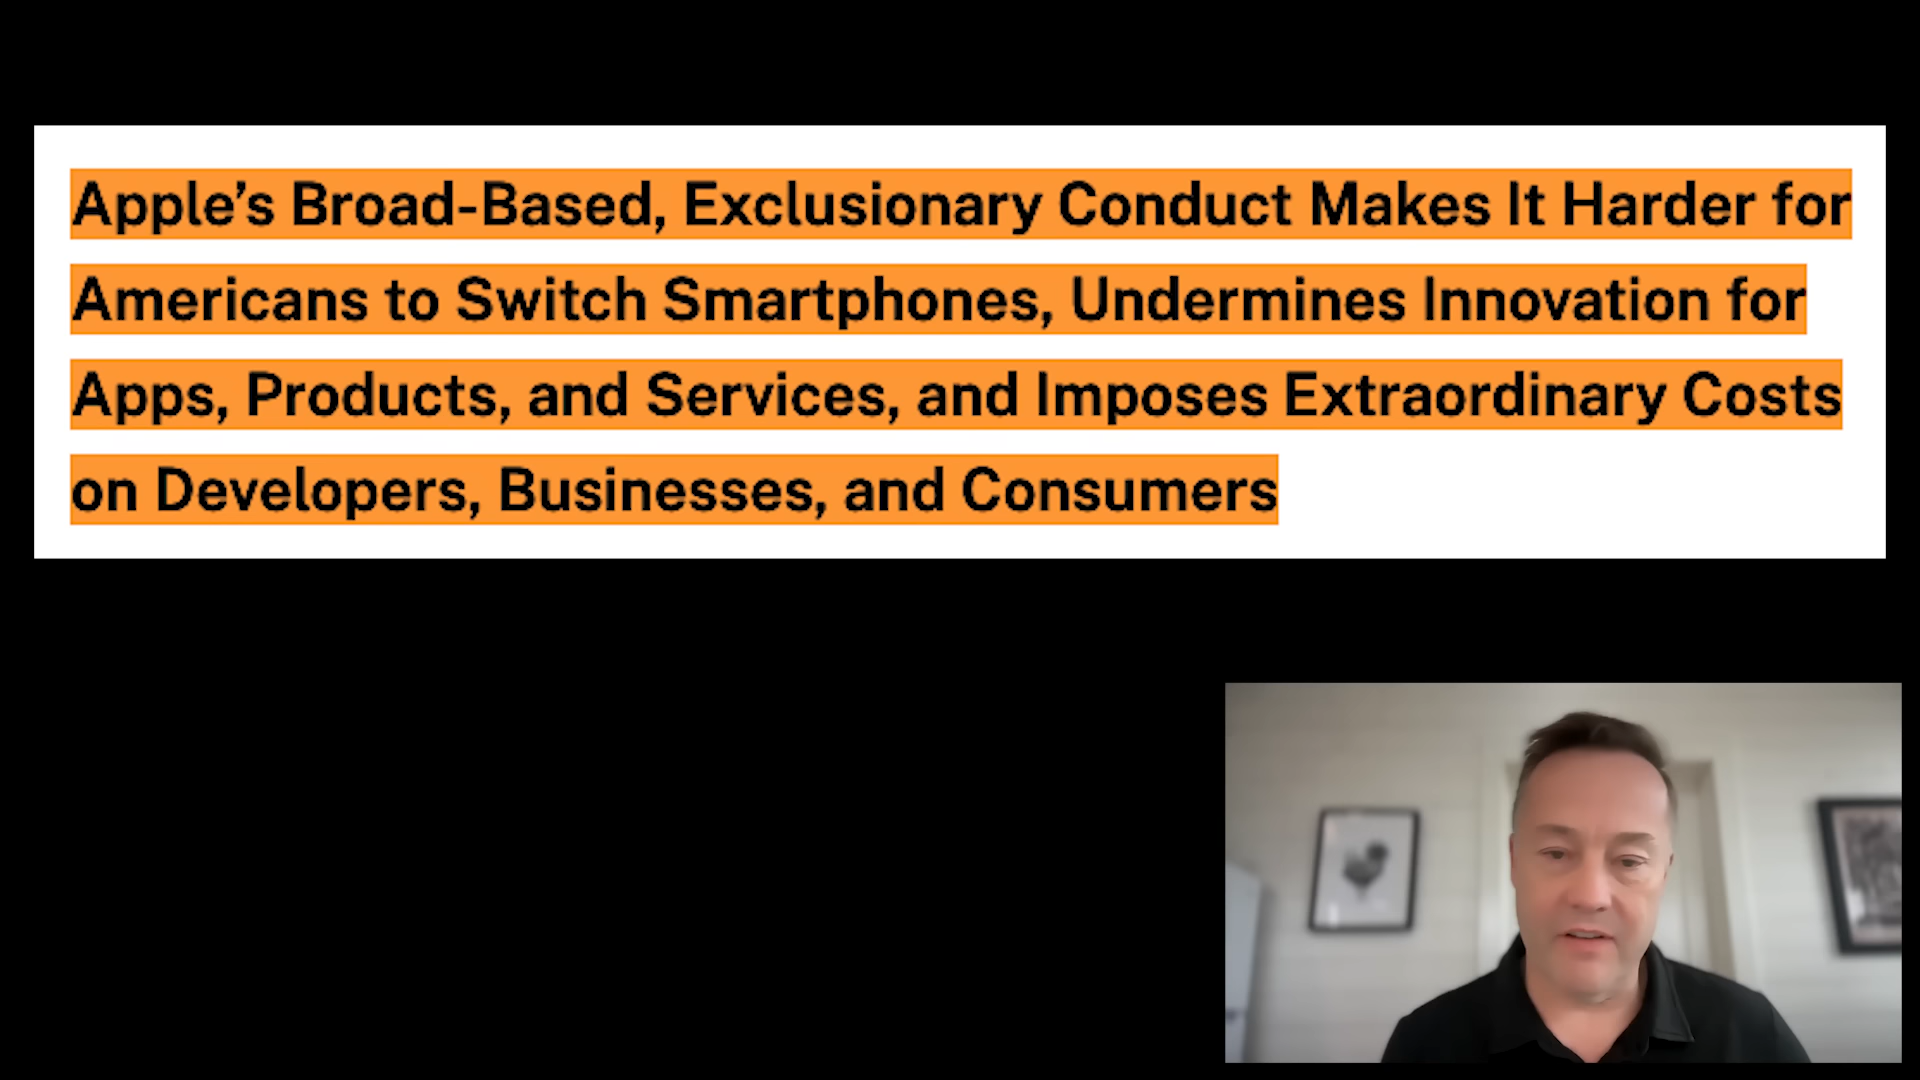 Apple’s Broad-Based, Exclusionary Conduct Makes It Harder for
Americans to Switch Smartphones, Undermines Innovation for
Apps, Products, and Services, and Imposes Extraordinary Costs
on Developers, Businesses, and Consumers